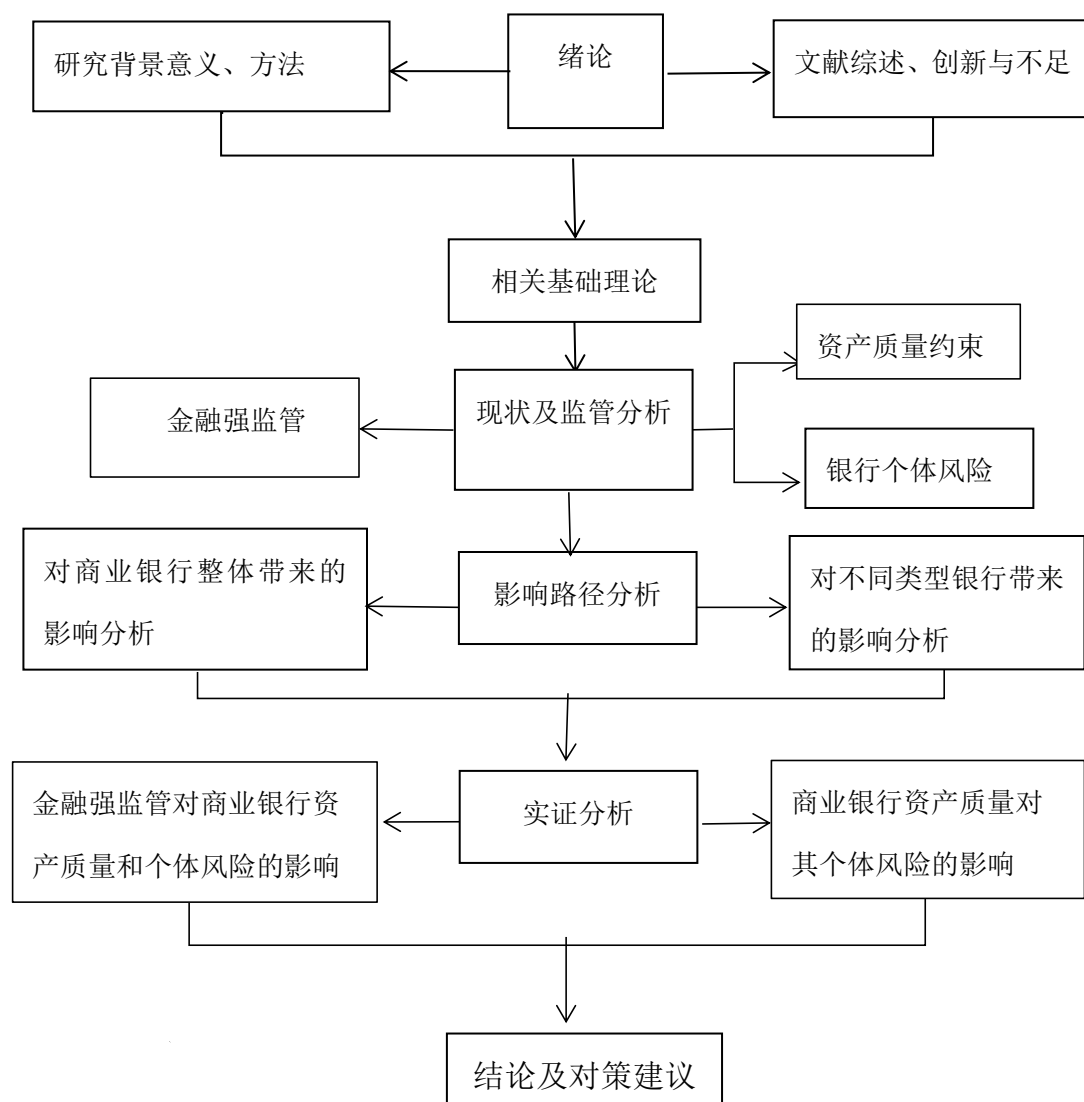 研究背景意义、方法
绪论
文献综述、创新与不足
相关基础理论
资产质量约束
金融强监管
现状及监管分析
银行个体风险
对商业银行整体带来的
影响分析
影响路径分析
对不同类型银行带来
的影响分析
金融强监管对商业银行资
产质量和个体风险的影响
实证分析
商业银行资产质量对
其个体风险的影响
结论及对策建议